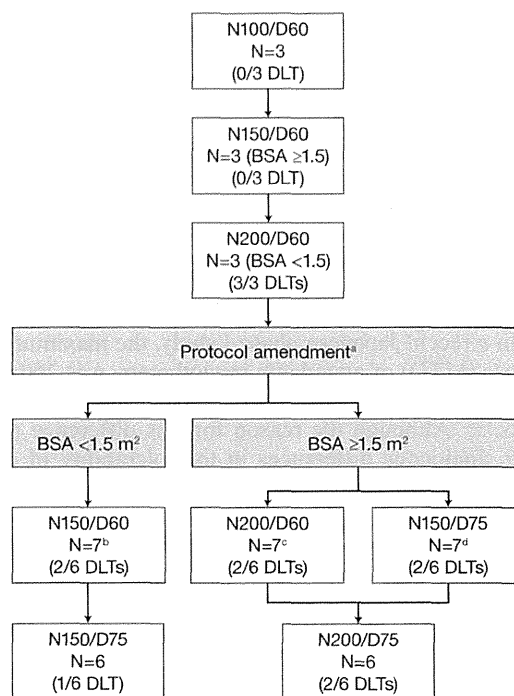 N100/D60
N=3
(0/3 DLT)
N150/D60
N=3 (BSA ≥1.5)
(0/3 DLT)
N200/D60
N=3 (BSA <1.5)
(3/3 DLTs)
Protocol amendmentᵃ
BSA <1.5 m²
BSA ≥1.5 m²
N150/D60
N=7ᵇ
(2/6 DLTs)
N200/D60
N=7ᶜ
(2/6 DLTs)
N150/D75
N=7ᵈ
(2/6 DLTs)
N150/D75
N=6
(1/6 DLT)
N200/D75
N=6
(2/6 DLTs)